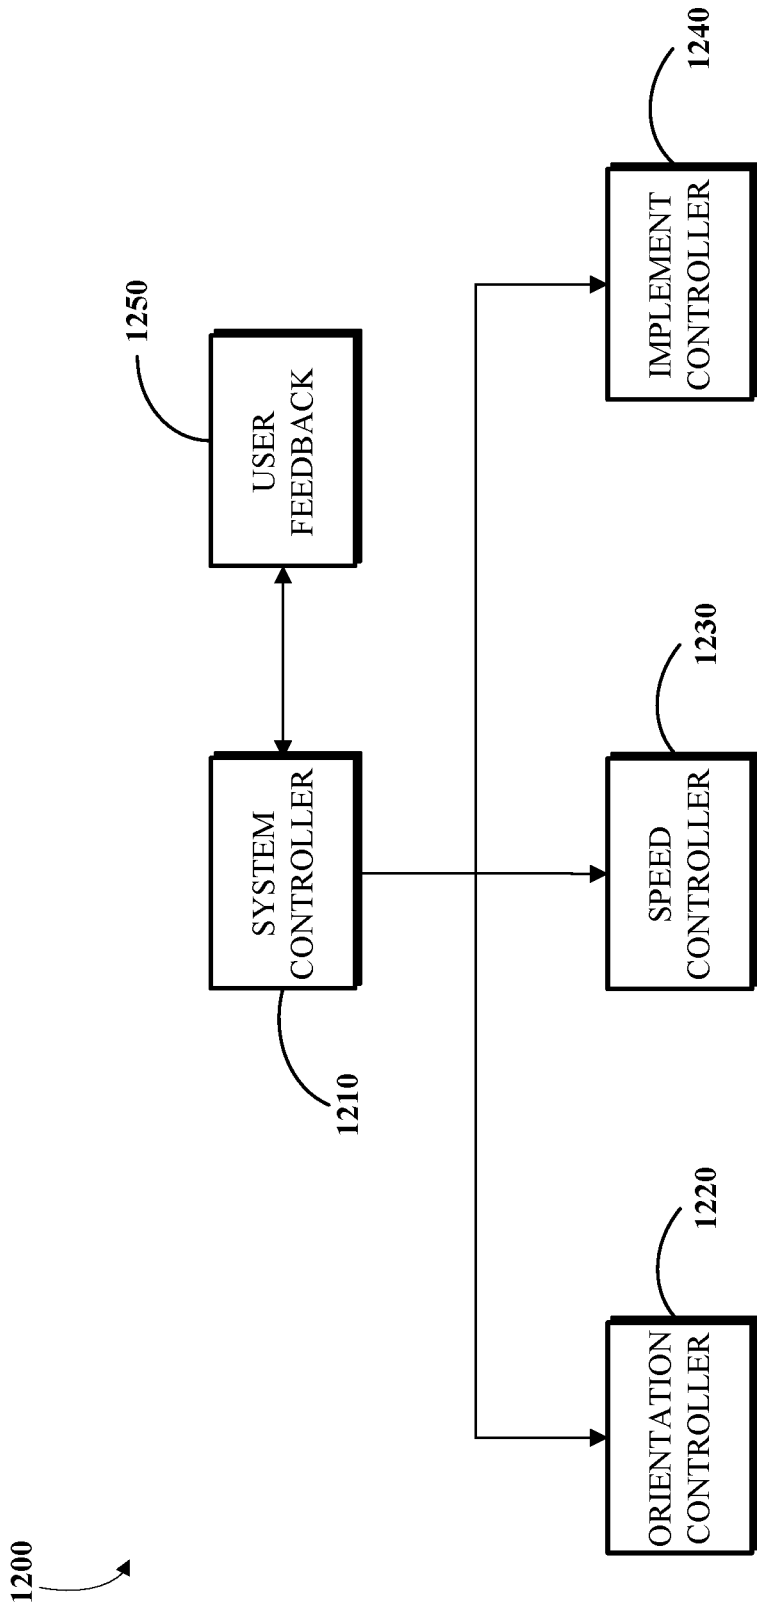 1200
1210
SYSTEM
CONTROLLER
1250
USER
FEEDBACK
ORIENTATION
CONTROLLER
1220
SPEED
CONTROLLER
1230
IMPLEMENT
CONTROLLER
1240